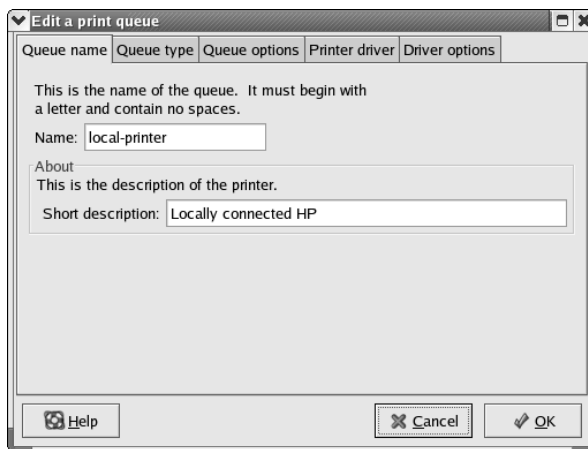 Edit a print queue
Queue name Queue type Queue options Printer driver Driver options
This is the name of the queue. It must begin with
a letter and contain no spaces.
Name: local-printer
About
This is the description of the printer.
Short description: Locally connected HP
Help Cancel OK